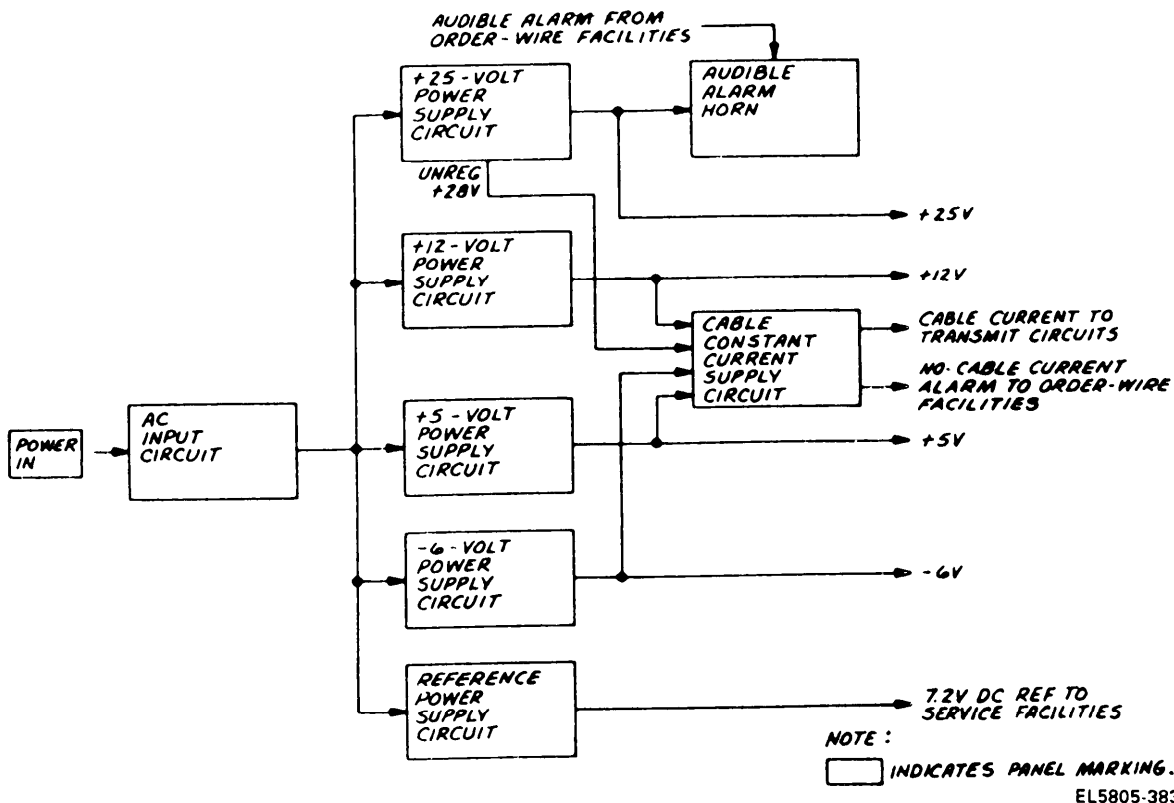 AUDIBLE ALARM FROM
ORDER-WIRE FACILITIES
+25-VOLT
POWER
SUPPLY
CIRCUIT
AUDIBLE
ALARM
HORN
UNREG
+28V
+25V
+12-VOLT
POWER
SUPPLY
CIRCUIT
+12V
CABLE
CONSTANT
CURRENT
SUPPLY
CIRCUIT
CABLE CURRENT TO
TRANSMIT CIRCUITS
NO-CABLE CURRENT
ALARM TO ORDER-WIRE
FACILITIES
POWER
IN
AC
INPUT
CIRCUIT
+5-VOLT
POWER
SUPPLY
CIRCUIT
+5V
-6-VOLT
POWER
SUPPLY
CIRCUIT
-6V
REFERENCE
POWER
SUPPLY
CIRCUIT
7.2V DC REF TO
SERVICE FACILITIES
NOTE:
INDICATES PANEL MARKING.
EL5805-383